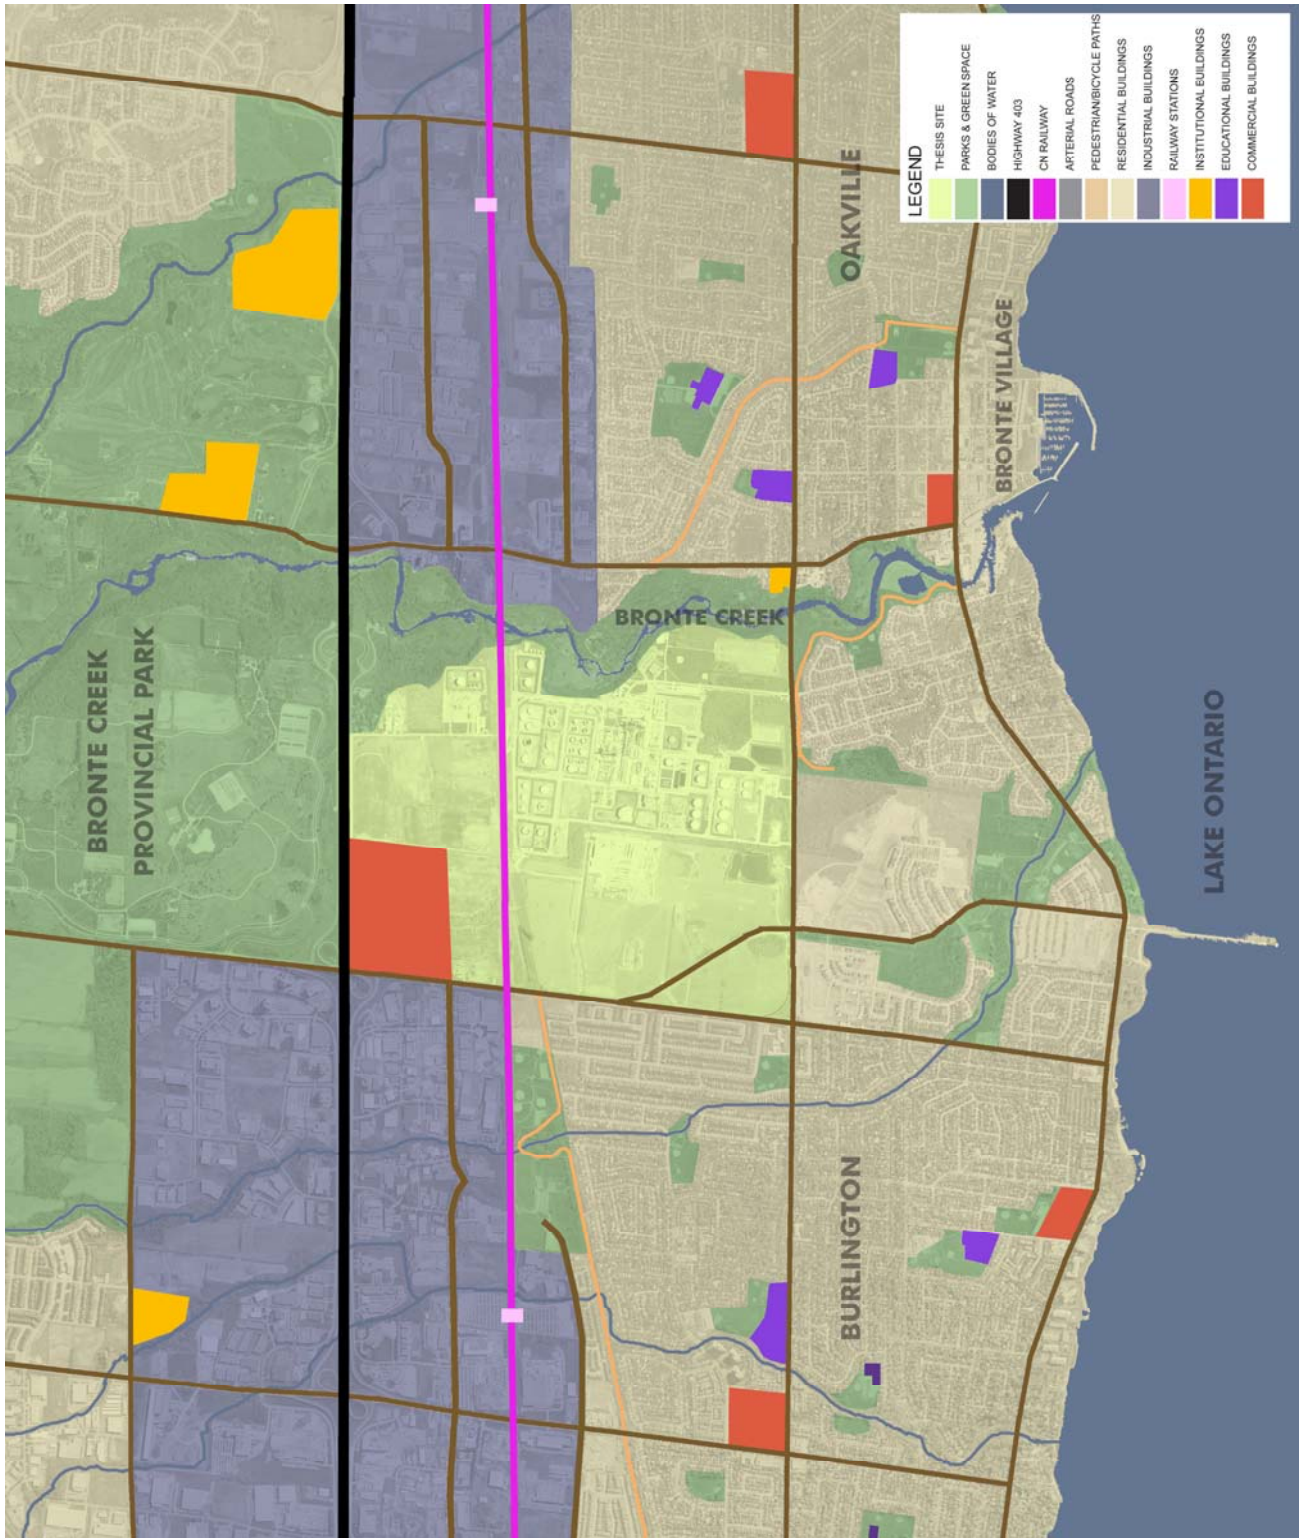 BRONTE CREEK
PROVINCIAL PARK
BRONTE CREEK
OAKVILLE
BRONTE VILLAGE
BURLINGTON
LAKE ONTARIO
LEGEND
THESIS SITE
PARKS & GREENSPACE
BODIES OF WATER
HIGHWAY 403
CN RAILWAY
ARTERIAL ROADS
PEDESTRIAN/BICYCLE PATHS
RESIDENTIAL BUILDINGS
INDUSTRIAL BUILDINGS
RAILWAY STATIONS
INSTITUTIONAL BUILDINGS
EDUCATIONAL BUILDINGS
COMMERCIAL BUILDINGS